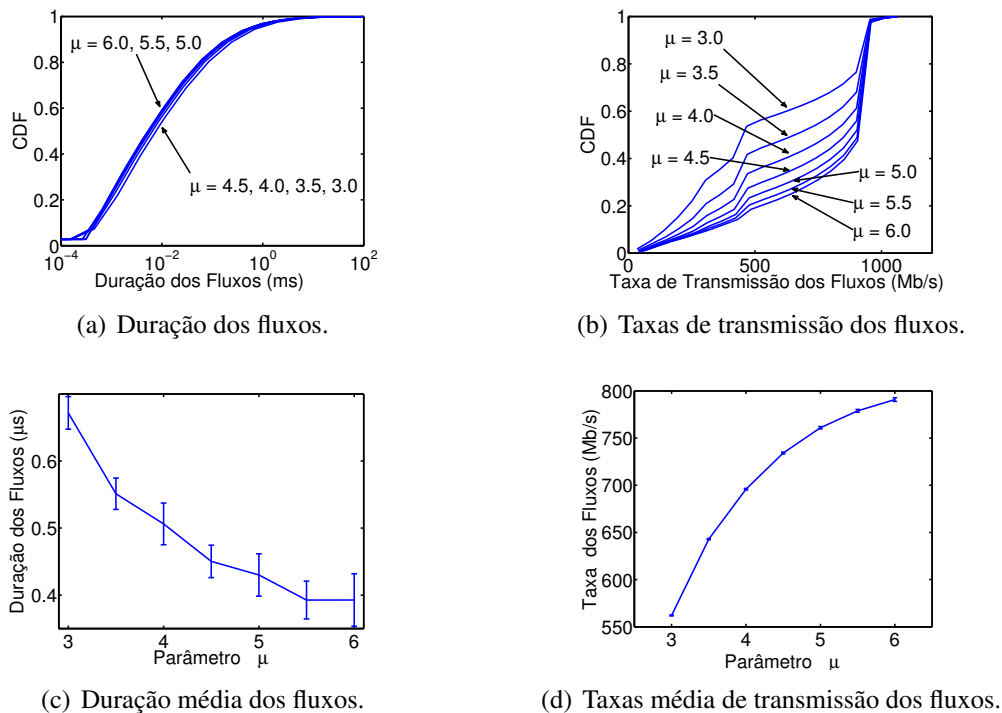 1
0.8
0.6
0.4
0.2
0
CDF
μ = 6.0, 5.5, 5.0
μ = 4.5, 4.0, 3.5, 3.0
10^-4
10^-2
10^0
10^2
Duração dos Fluxos (ms)
(a) Duração dos fluxos.
1
0.8
0.6
0.4
0.2
0
CDF
μ = 3.0
μ = 3.5
μ = 4.0
μ = 4.5
μ = 5.0
μ = 5.5
μ = 6.0
0
500
1000
Taxa de Transmissão dos Fluxos (Mb/s)
(b) Taxas de transmissão dos fluxos.
0.6
0.5
0.4
Duração dos Fluxos (μs)
3
4
5
6
Parâmetro μ
(c) Duração média dos fluxos.
800
750
700
650
600
550
Taxa dos Fluxos (Mb/s)
3
4
5
6
Parâmetro μ
(d) Taxas média de transmissão dos fluxos.